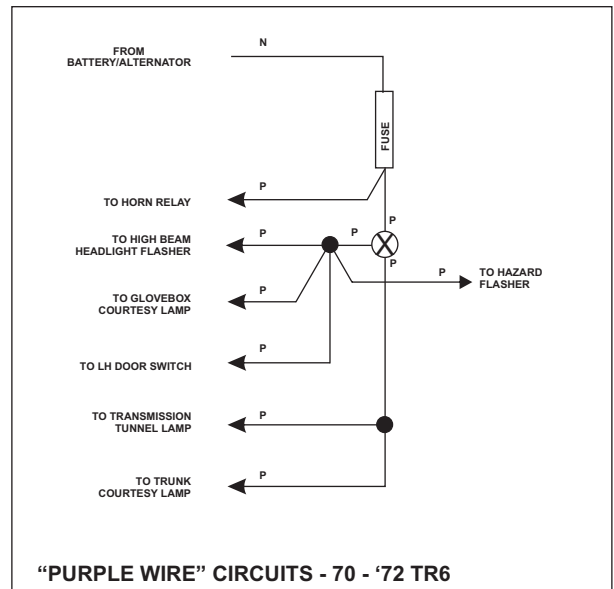 FROM
BATTERY/ALTERNATOR
N
FUSE
P
TO HORN RELAY
P
TO HIGH BEAM
HEADLIGHT FLASHER
P
P
P
P
TO HAZARD
FLASHER
TO GLOVEBOX
COURTESY LAMP
P
TO LH DOOR SWITCH
P
TO TRANSMISSION
TUNNEL LAMP
P
TO TRUNK
COURTESY LAMP
P
“PURPLE WIRE” CIRCUITS - 70 - ‘72 TR6